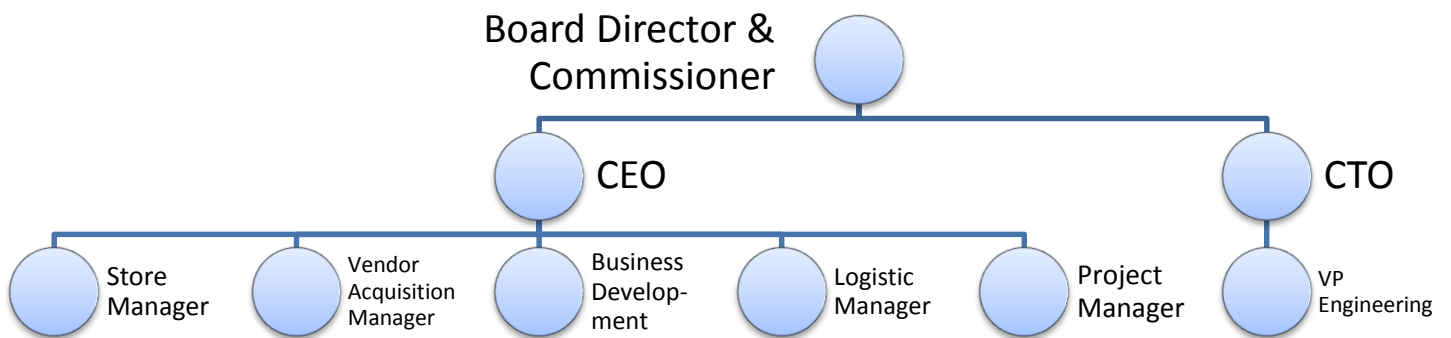 Board Director &
Commissioner
CEO
CTO
Store
Manager
Vendor
Acquisition
Manager
Business
Develop-
ment
Logistic
Manager
Project
Manager
VP
Engineering